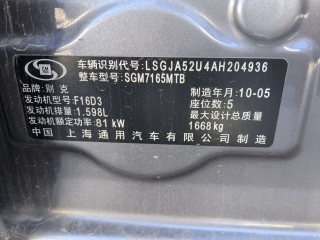 车辆识别代号:LSGJA52U4AH204936
整车型号:SGM7165MTB
品牌:别克
制造年月:10-05
发动机型号:F16D3
座位数:5
发动机排量:1.598L
最大设计总质量
发动机额定功率:81 kW
1668kg
中国 上海通用汽车有限公司制造